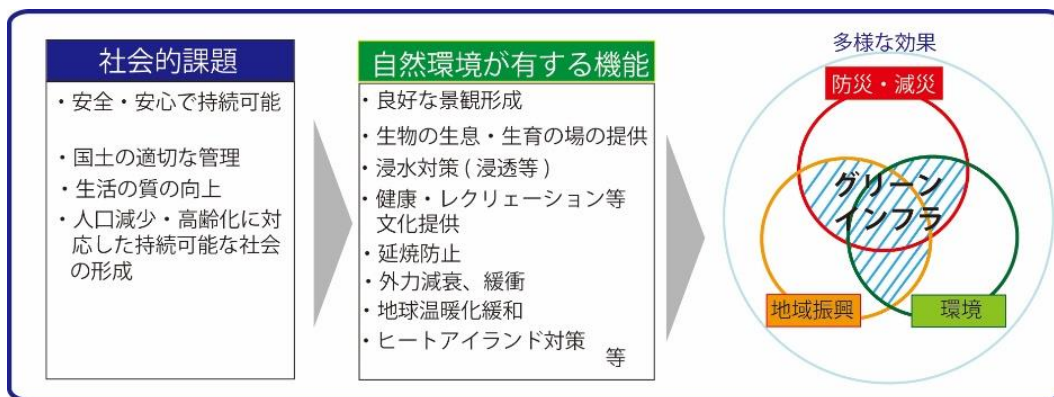 社会的課題
・安全・安心で持続可能
・国土の適切な管理
・生活の質の向上
・人口減少・高齢化に対
応した持続可能な社会
の形成
自然環境が有する機能
・良好な景観形成
・生物の生息・生育の場の提供
・浸水対策 ( 浸透等 )
・健康・レクリェーション等
文化提供
・延焼防止
・外力減衰、緩衝
・地球温暖化緩和
・ヒートアイランド対策
等
多様な効果
防災・減災
グリーン
インフラ
地域振興
環境